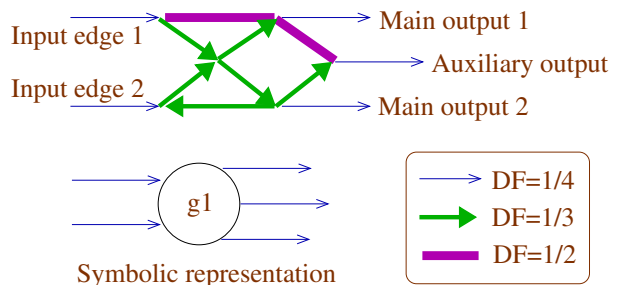 Input edge 1
Main output 1
Auxiliary output
Input edge 2
Main output 2
g1
DF=1/4
DF=1/3
DF=1/2
Symbolic representation